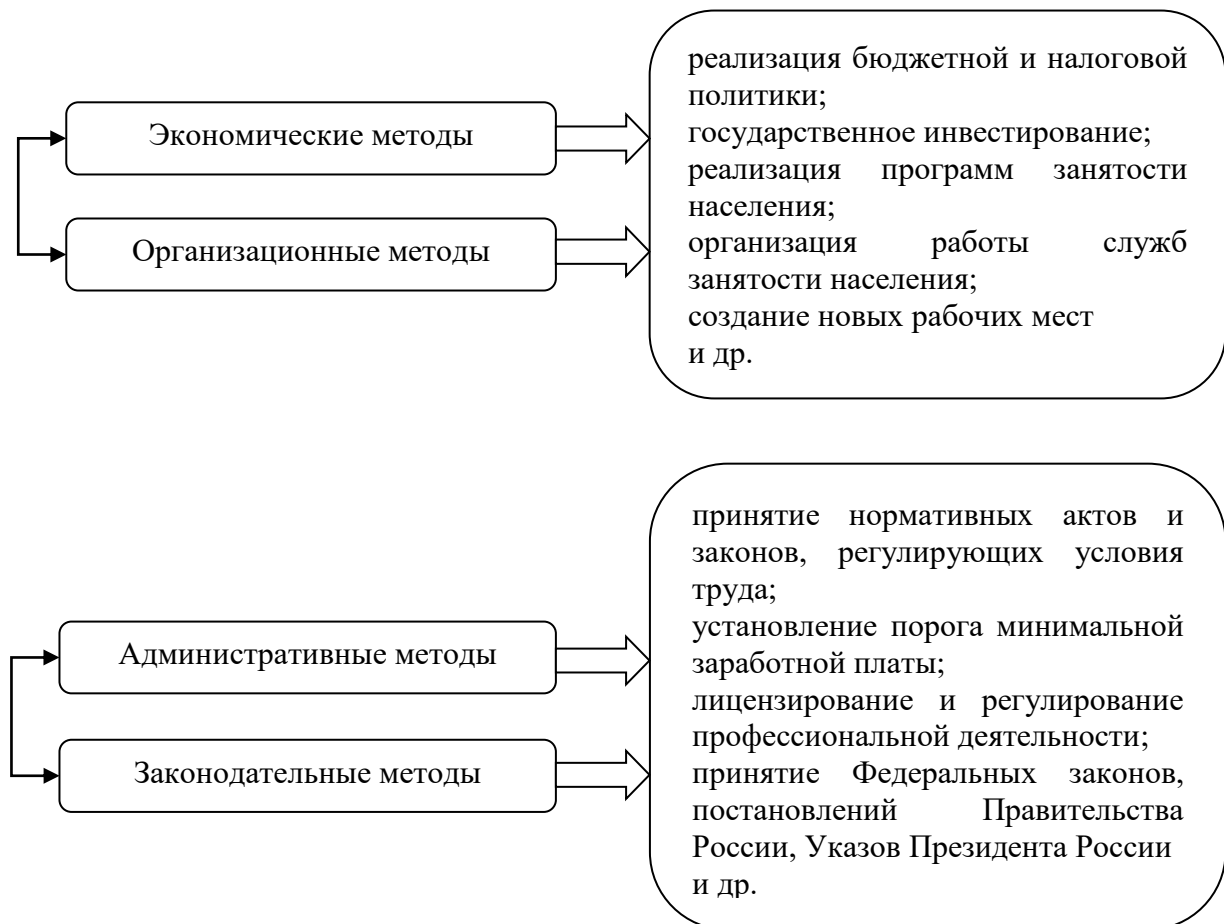 Экономические методы
Организационные методы
реализация бюджетной и налоговой
политики;
государственное инвестирование;
реализация программ занятости
населения;
организация работы служб
занятости населения;
создание новых рабочих мест
и др.
Административные методы
Законодательные методы
принятие нормативных актов и
законов, регулирующих условия
труда;
установление порога минимальной
заработной платы;
лицензирование и регулирование
профессиональной деятельности;
принятие Федеральных законов,
постановлений Правительства
России, Указов Президента России
и др.